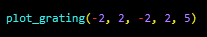 plot_grating(-2, 2, -2, 2, 5)